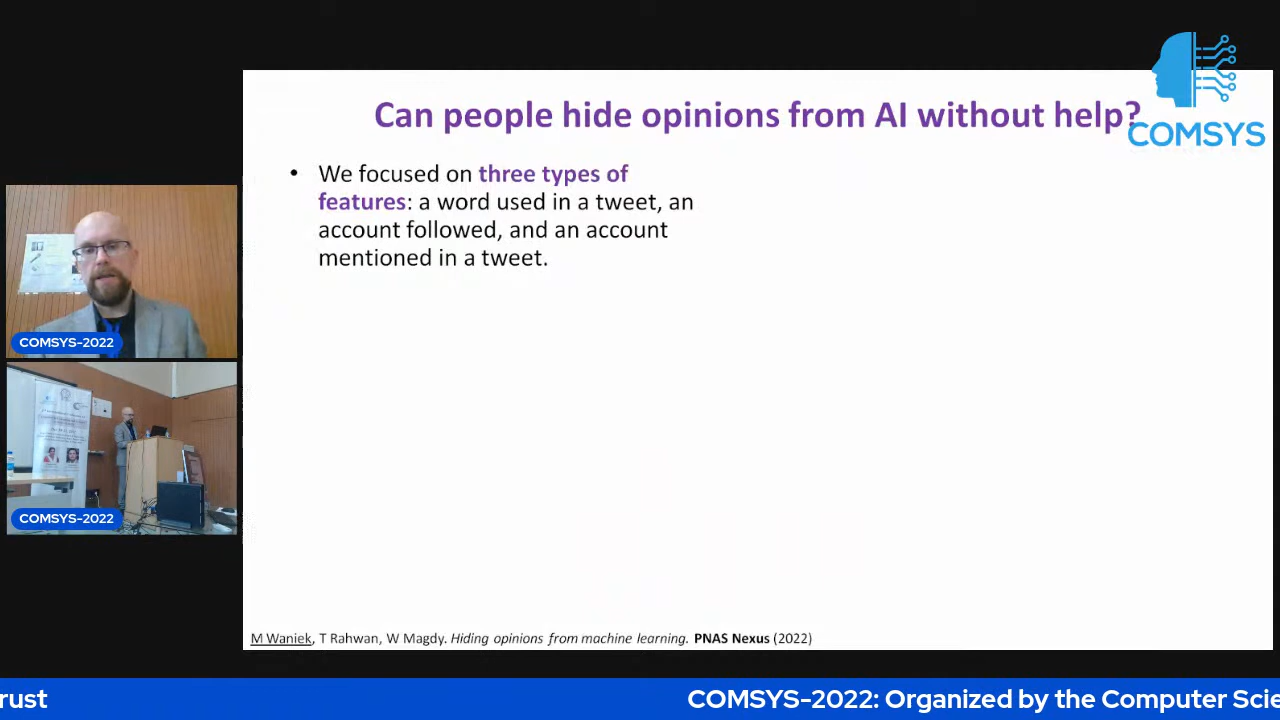 Can people hide opinions from AI without help?
COMSYS
• We focused on three types of
features: a word used in a tweet, an
account followed, and an account
mentioned in a tweet.
COMSYS-2022
COMSYS-2022
M Waniek, T Rahwan, W Magdy. Hiding opinions from machine learning. PNAS Nexus (2022)
rust COMSYS-2022: Organized by the Computer Scie